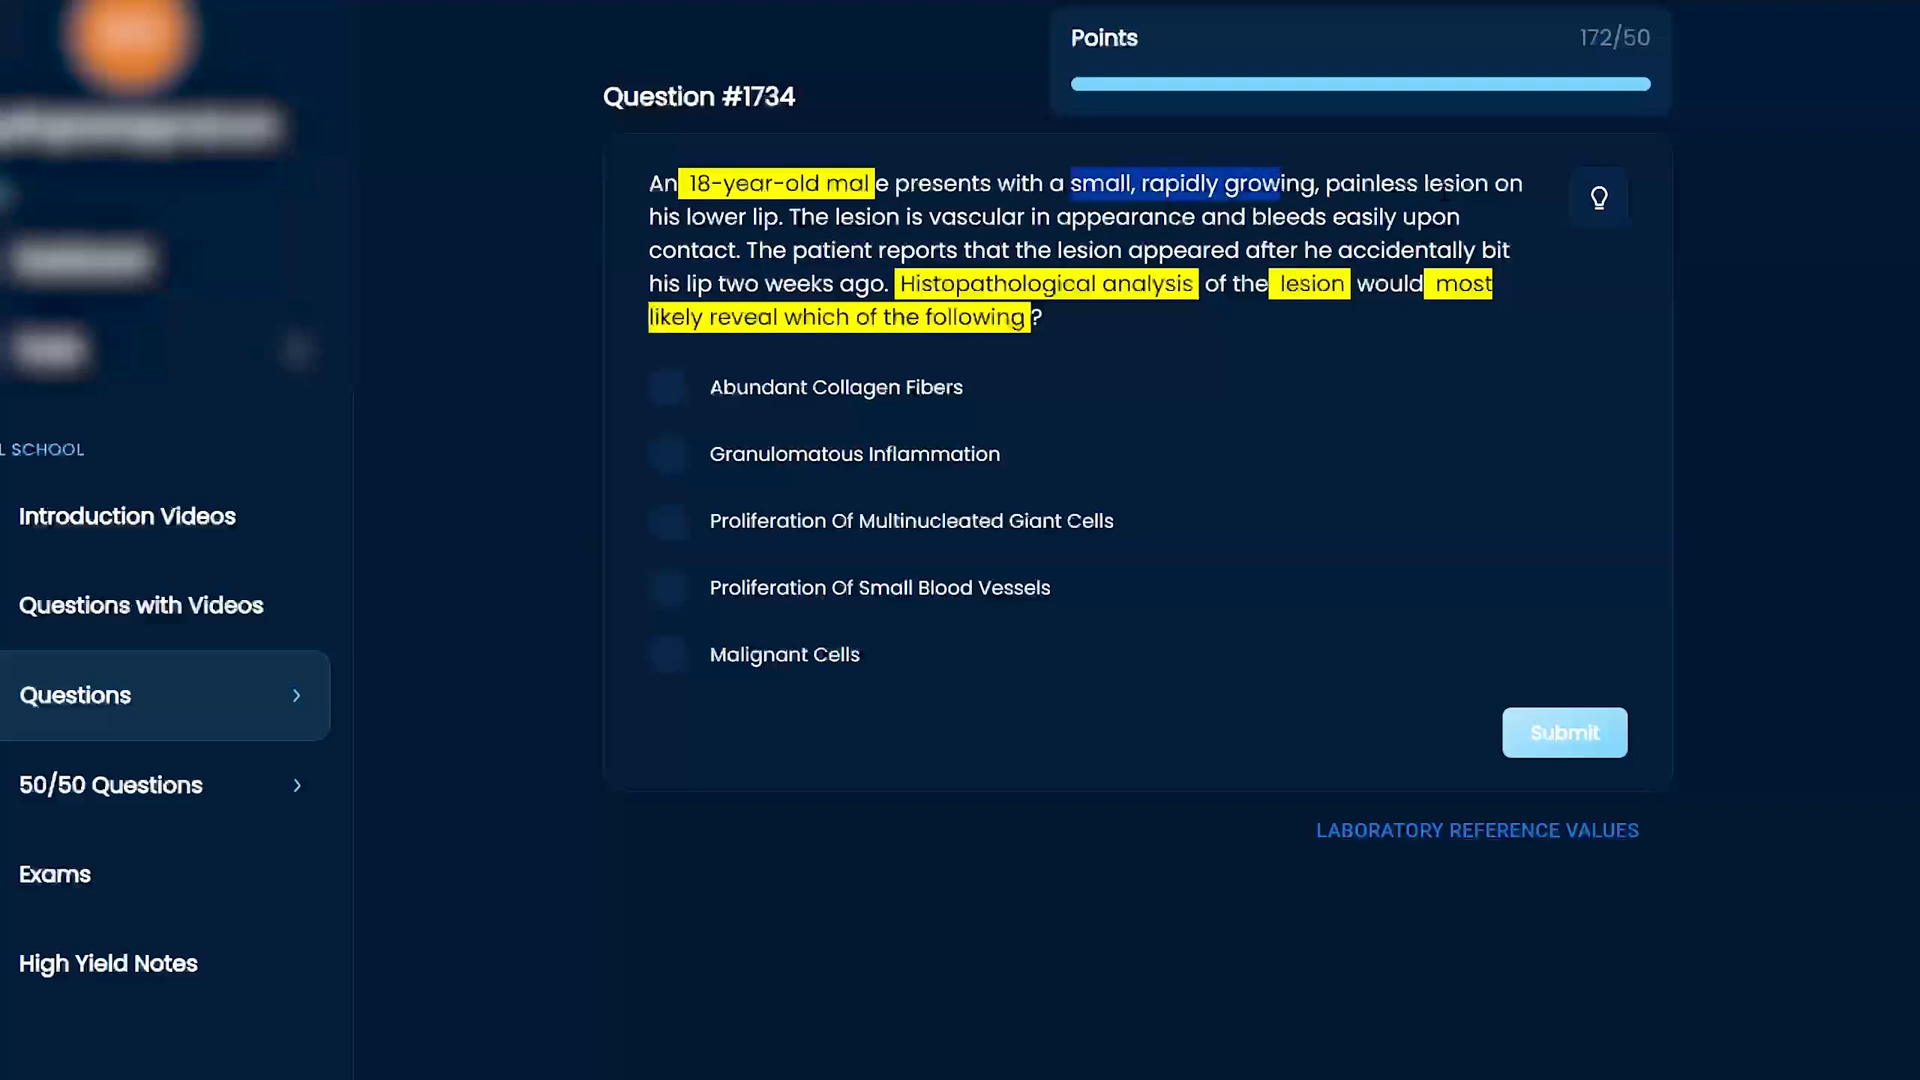 Points
172/50
Question #1734
An 18-year-old male presents with a small, rapidly growing, painless lesion on
his lower lip. The lesion is vascular in appearance and bleeds easily upon
contact. The patient reports that the lesion appeared after he accidentally bit
his lip two weeks ago. Histopathological analysis of the lesion would most
likely reveal which of the following?
Abundant Collagen Fibers
Granulomatous Inflammation
Proliferation Of Multinucleated Giant Cells
Proliferation Of Small Blood Vessels
Malignant Cells
Submit
LABORATORY REFERENCE VALUES
L SCHOOL
Introduction Videos
Questions with Videos
Questions
50/50 Questions
Exams
High Yield Notes